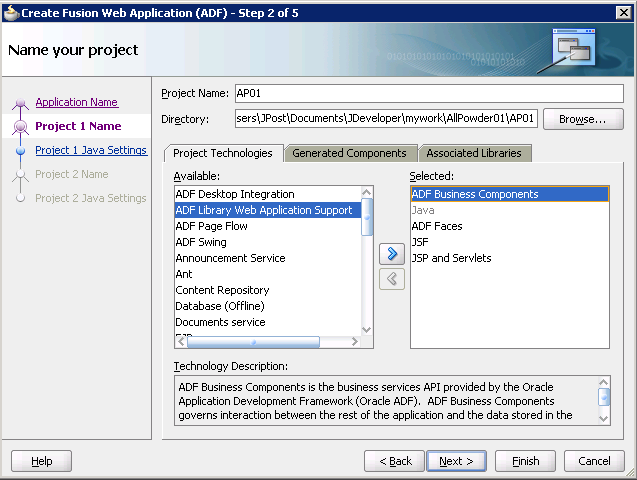 Create Fusion Web Application (ADF) - Step 2 of 5
Name your project
Application Name
Project 1 Name
Project 1 Java Settings
Project 2 Name
Project 2 Java Settings
Project Name: AP01
Directory: sers\JPost\Documents\JDeveloper\mywork\AllPowder01\AP01 Browse...
Project Technologies Generated Components Associated Libraries
Available:
ADF Desktop Integration
ADF Library Web Application Support
ADF Page Flow
ADF Swing
Announcement Service
Ant
Content Repository
Database (Offline)
Documents service
Selected:
ADF Business Components
Java
ADF Faces
JSF
JSP and Servlets
Technology Description:
ADF Business Components is the business services API provided by the Oracle
Application Development Framework (Oracle ADF). ADF Business Components
governs interaction between the rest of the application and the data stored in the
Help < Back Next > Finish Cancel